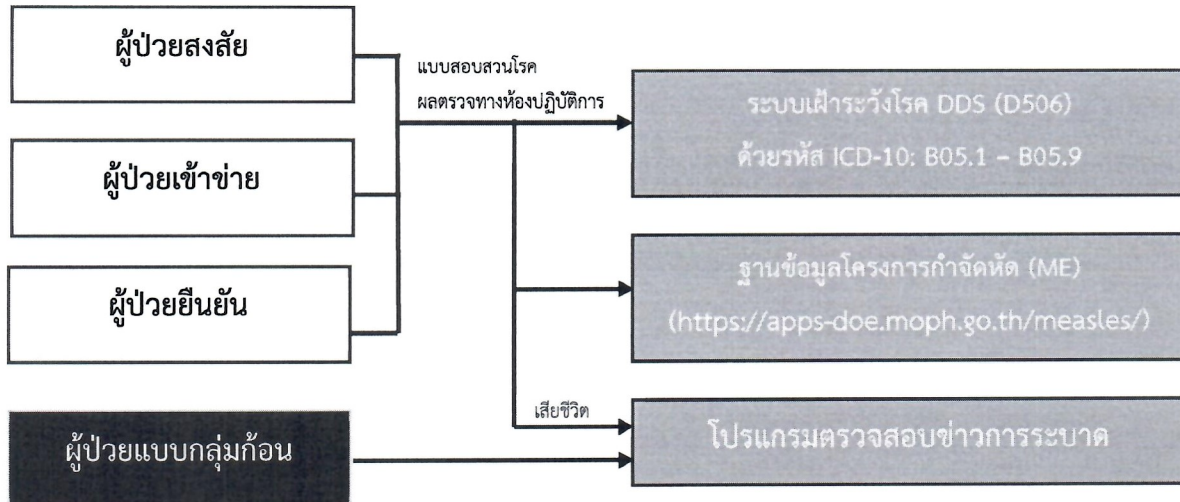 ผู้ป่วยสงสัย
ผู้ป่วยเข้าข่าย
ผู้ป่วยยืนยัน
ผู้ป่วยแบบกลุ่มก้อน
แบบสอบสวนโรค
ผลตรวจทางห้องปฏิบัติการ
เสียชีวิต
ระบบเฝ้าระวังโรค DDS (D506)
ด้วยรหัส ICD-10: B05.1 – B05.9
ฐานข้อมูลโครงการกำจัดหัด (ME)
(https://apps-doe.moph.go.th/measles/)
โปรแกรมตรวจสอบข่าวการระบาด